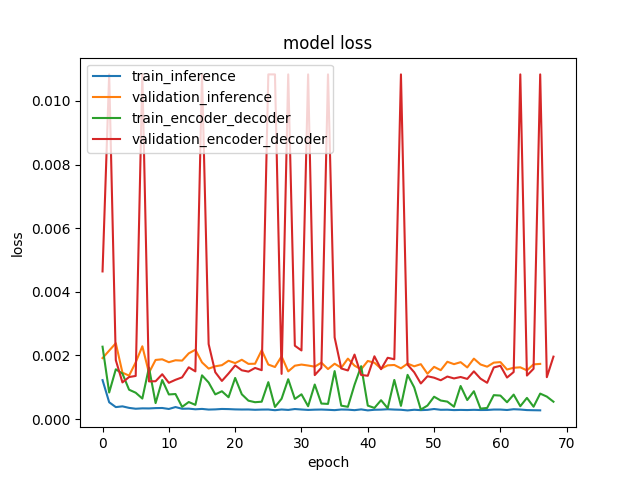 model loss
train_inference
validation_inference
train_encoder_decoder
validation_encoder_decoder
0.010
0.008
0.006
0.004
0.002
0.000
loss
0 10 20 30 40 50 60 70
epoch